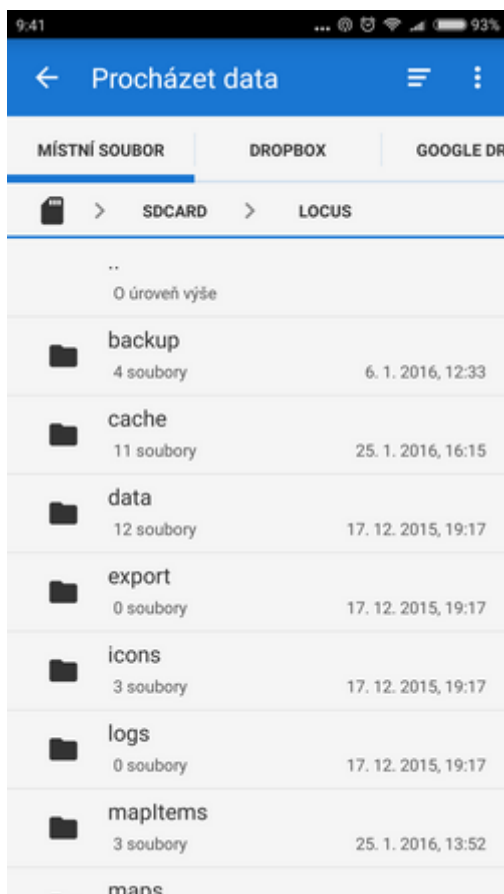 9:41 ... 93%
Procházet data
MÍSTNÍ SOUBOR DROPBOX GOOGLE DR
SDCARD > LOCUS
..
O úroveň výše
backup
4 soubory 6. 1. 2016, 12:33
cache
11 soubory 25. 1. 2016, 16:15
data
12 soubory 17. 12. 2015, 19:17
export
0 soubory 17. 12. 2015, 19:17
icons
3 soubory 17. 12. 2015, 19:17
logs
0 soubory 17. 12. 2015, 19:17
mapItems
3 soubory 25. 1. 2016, 13:52
maps